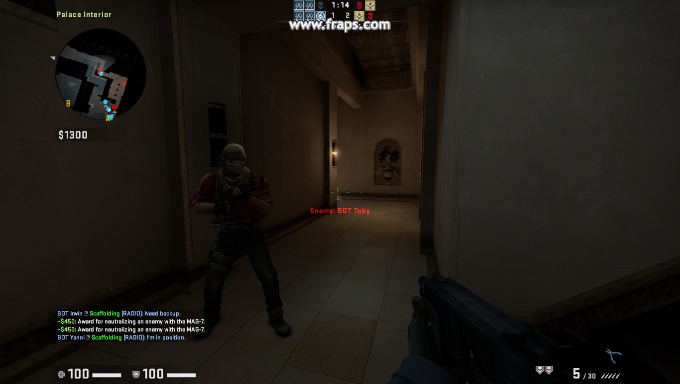 Palace Interior
1:14
1 2
www.fraps.com
B
$1300
Enemy: BOT Toby
BOT Irwin @ Scaffolding (RADIO): Need backup.
+$450: Award for neutralizing an enemy with the MAG-7.
+$450: Award for neutralizing an enemy with the MAG-7.
BOT Yanni @ Scaffolding (RADIO): I'm in position.
100 100
5 / 30